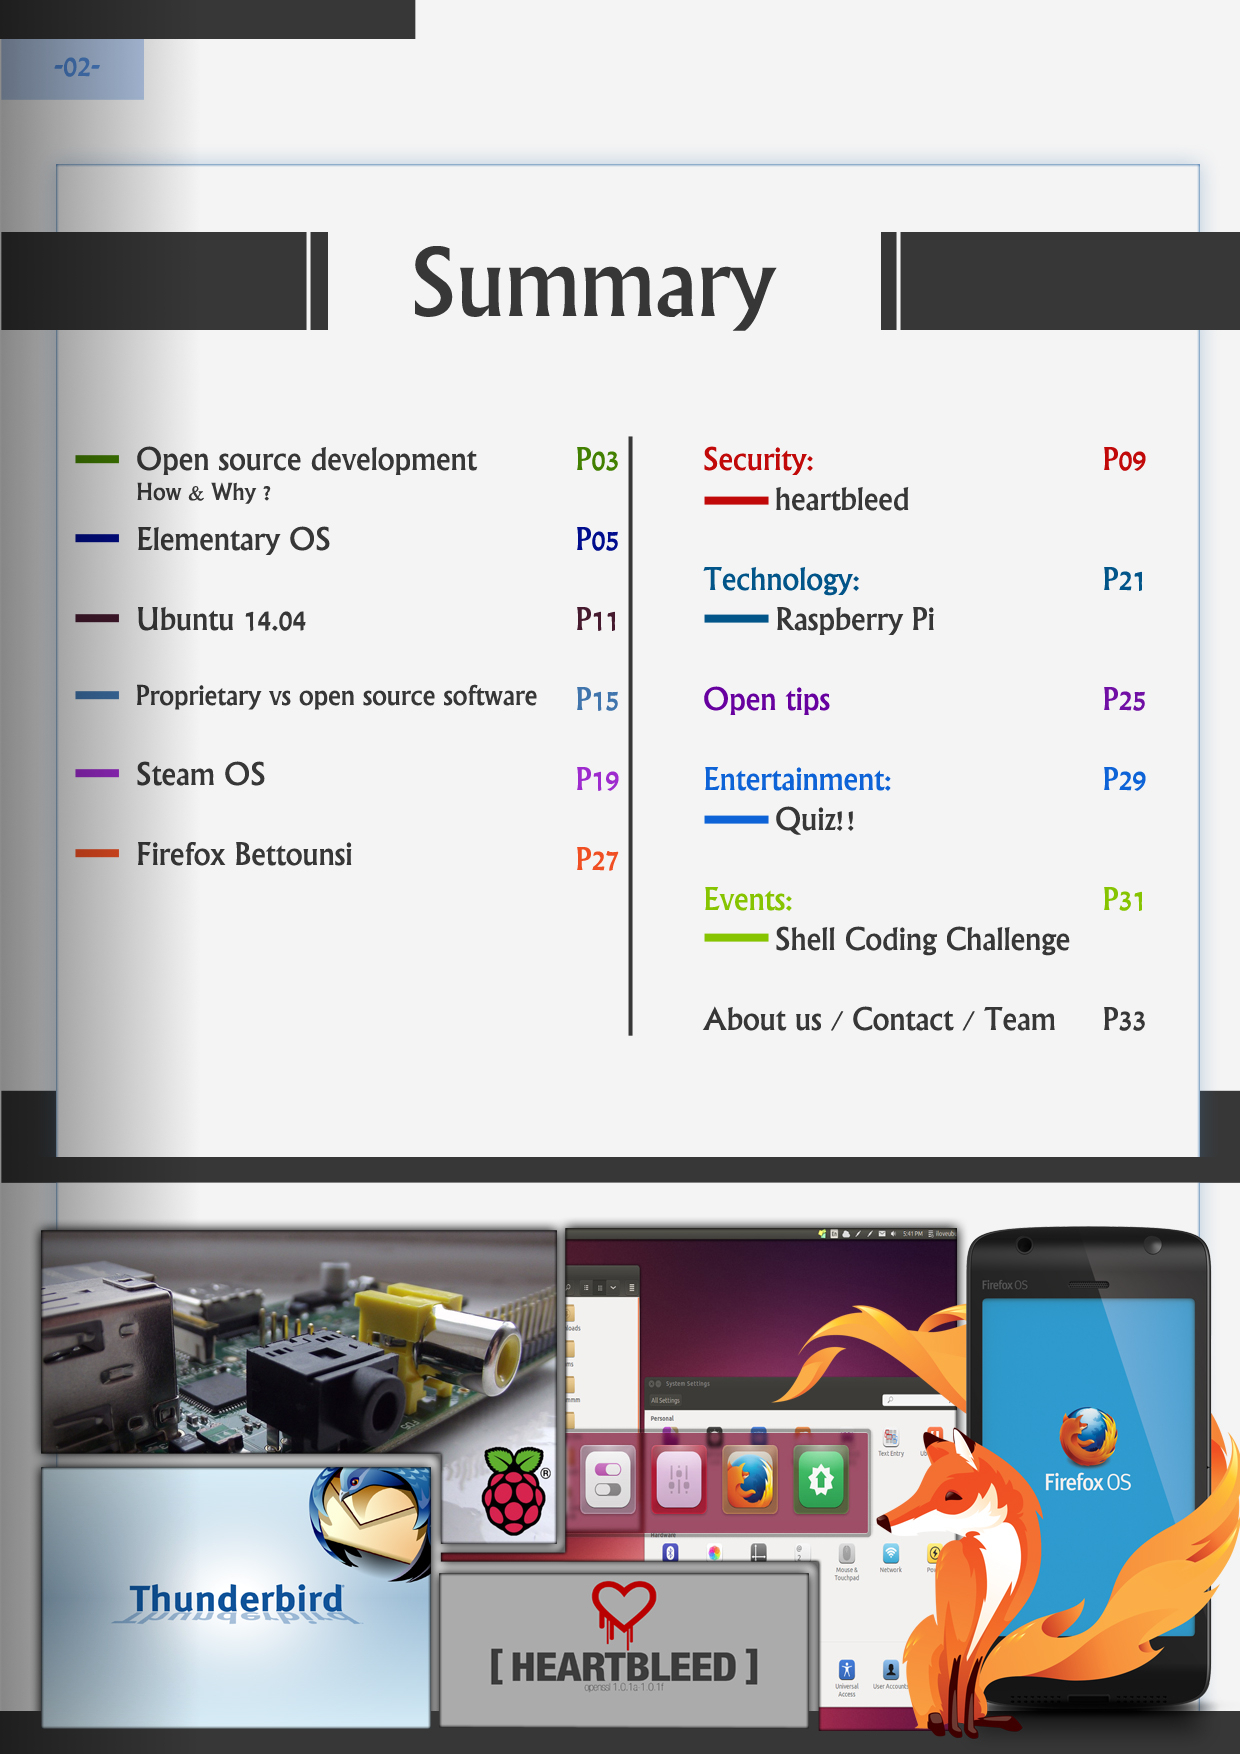 -02-
Summary
Open source development P03
How & Why ?
Elementary OS P05
Ubuntu 14.04 P11
Proprietary vs open source software P15
Steam OS P19
Firefox Bettounsi P27
Security: P09
heartbleed
Technology: P21
Raspberry Pi
Open tips P25
Entertainment: P29
Quiz!!
Events: P31
Shell Coding Challenge
About us / Contact / Team P33
5:41 PM
System Settings
All Settings
Personal
Text Entry
Hardware
Mouse &
Touchpad
Network
Universal
Access
User Accounts
Firefox OS
Firefox OS
®
Thunderbird
[ HEARTBLEED ]
openssl 1.0.1a-1.0.1f